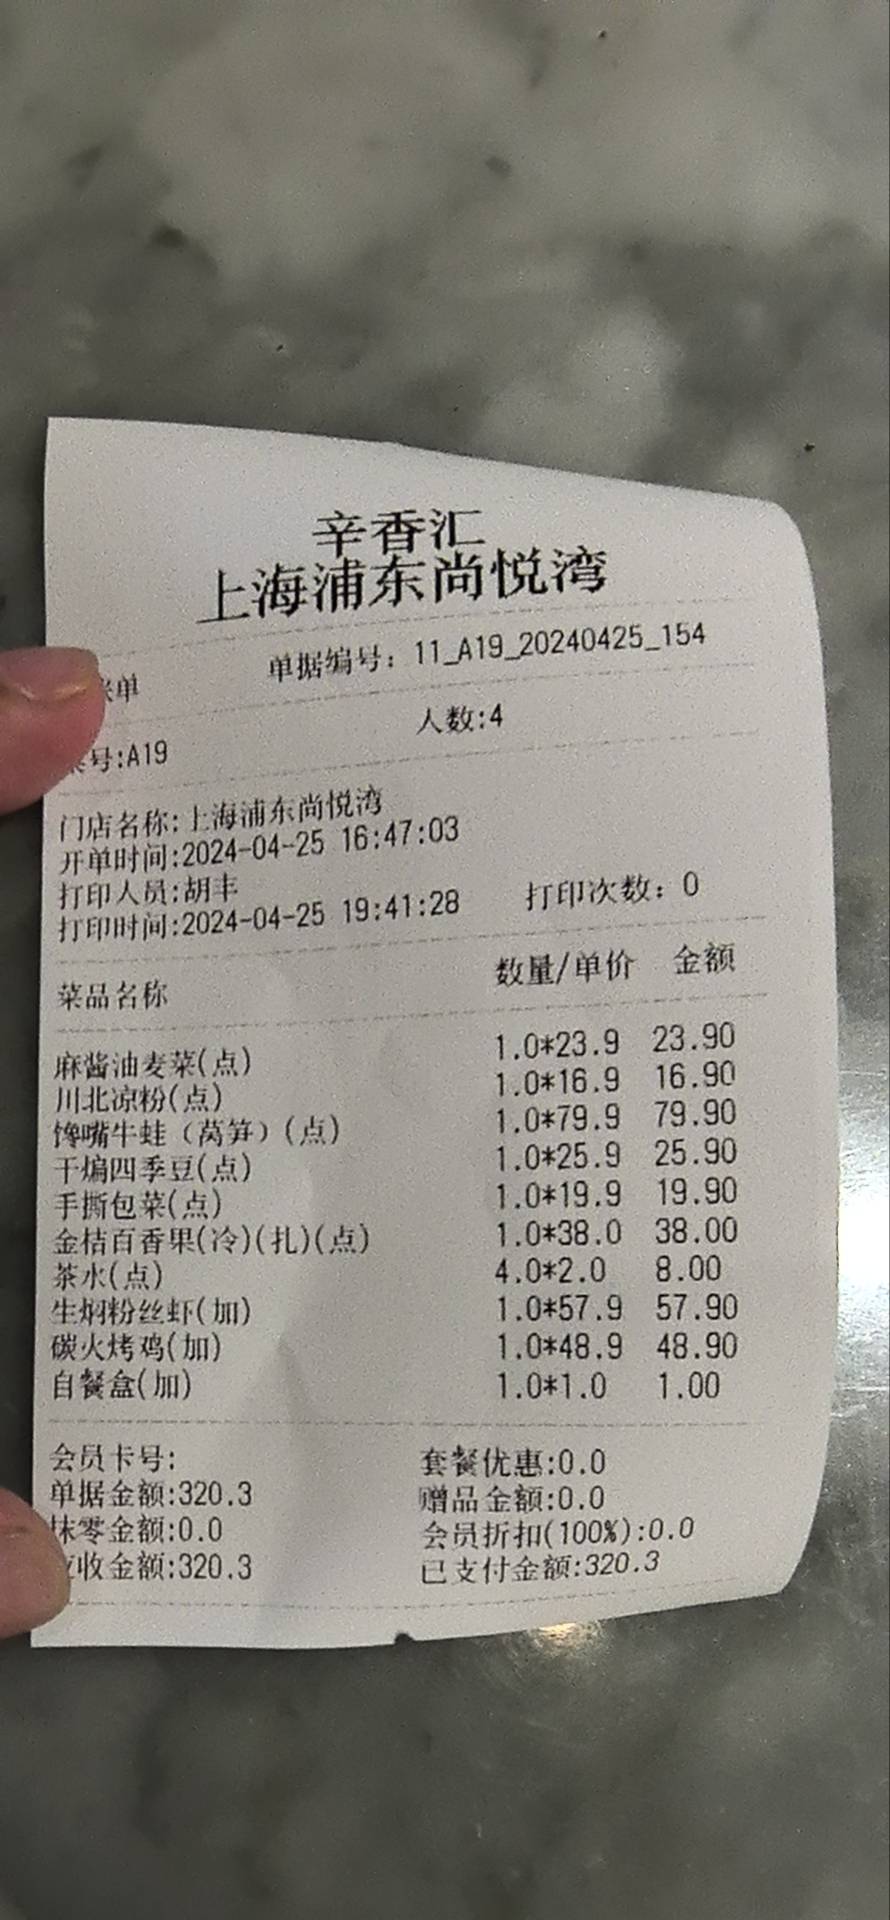 辛香汇
上海浦东尚悦湾
账单 单据编号：11_A19_20240425_154
号:A19 人数:4
门店名称:上海浦东尚悦湾
开单时间:2024-04-25 16:47:03
打印人员:胡丰
打印时间:2024-04-25 19:41:28 打印次数：0
菜品名称 数量/单价 金额
麻酱油麦菜(点) 1.0*23.9 23.90
川北凉粉(点) 1.0*16.9 16.90
馋嘴牛蛙（莴笋）(点) 1.0*79.9 79.90
干煸四季豆(点) 1.0*25.9 25.90
手撕包菜(点) 1.0*19.9 19.90
金桔百香果(冷)(扎)(点) 1.0*38.0 38.00
茶水(点) 4.0*2.0 8.00
生焖粉丝虾(加) 1.0*57.9 57.90
碳火烤鸡(加) 1.0*48.9 48.90
自餐盒(加) 1.0*1.0 1.00
会员卡号: 套餐优惠:0.0
单据金额:320.3 赠品金额:0.0
抹零金额:0.0 会员折扣(100%):0.0
收金额:320.3 已支付金额:320.3